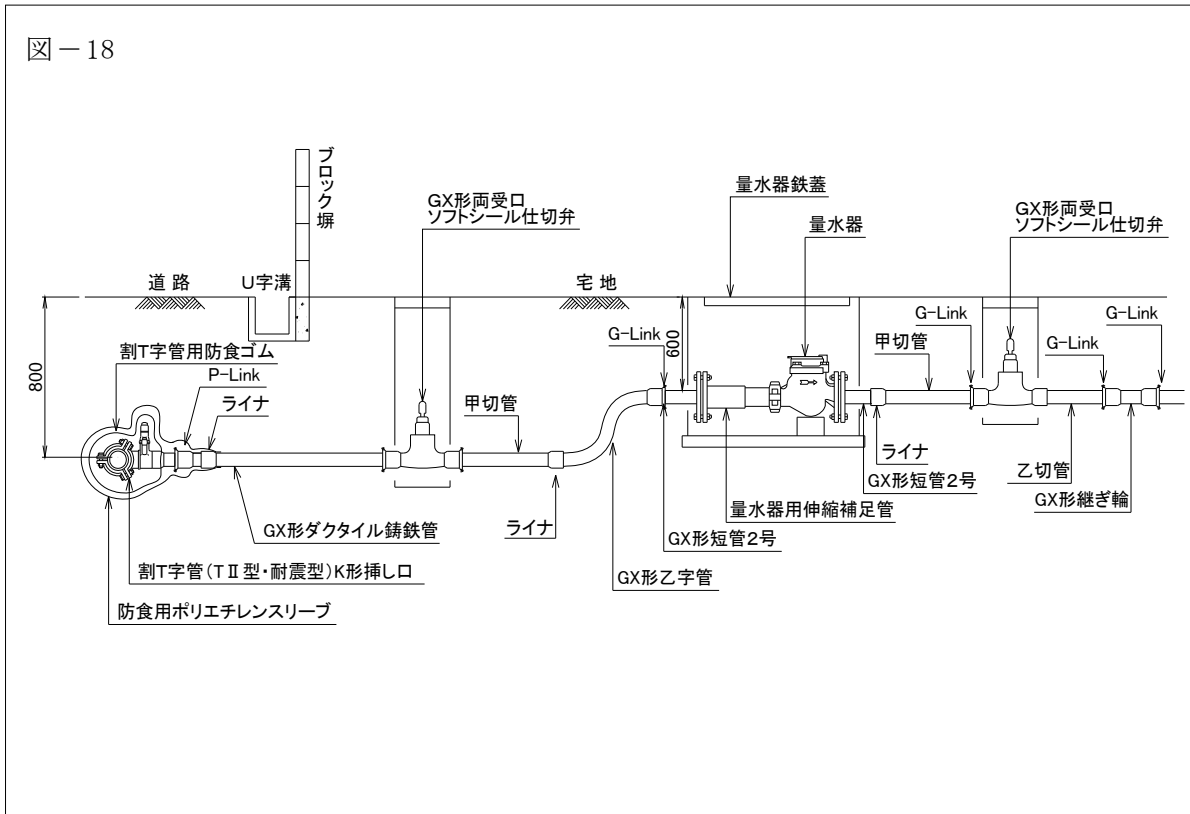 図－18
ブロック塀
GX形両受口
ソフトシール仕切弁
量水器鉄蓋
量水器
GX形両受口
ソフトシール仕切弁
道路
U字溝
宅地
G-Link
600
G-Link
甲切管
G-Link
G-Link
800
割T字管用防食ゴム
P-Link
ライナ
甲切管
ライナ
GX形短管2号
乙切管
GX形継ぎ輪
GX形ダクタイル鋳鉄管
ライナ
量水器用伸縮補足管
GX形短管2号
割T字管(TⅡ型・耐震型)K形挿し口
GX形乙字管
防食用ポリエチレンスリーブ